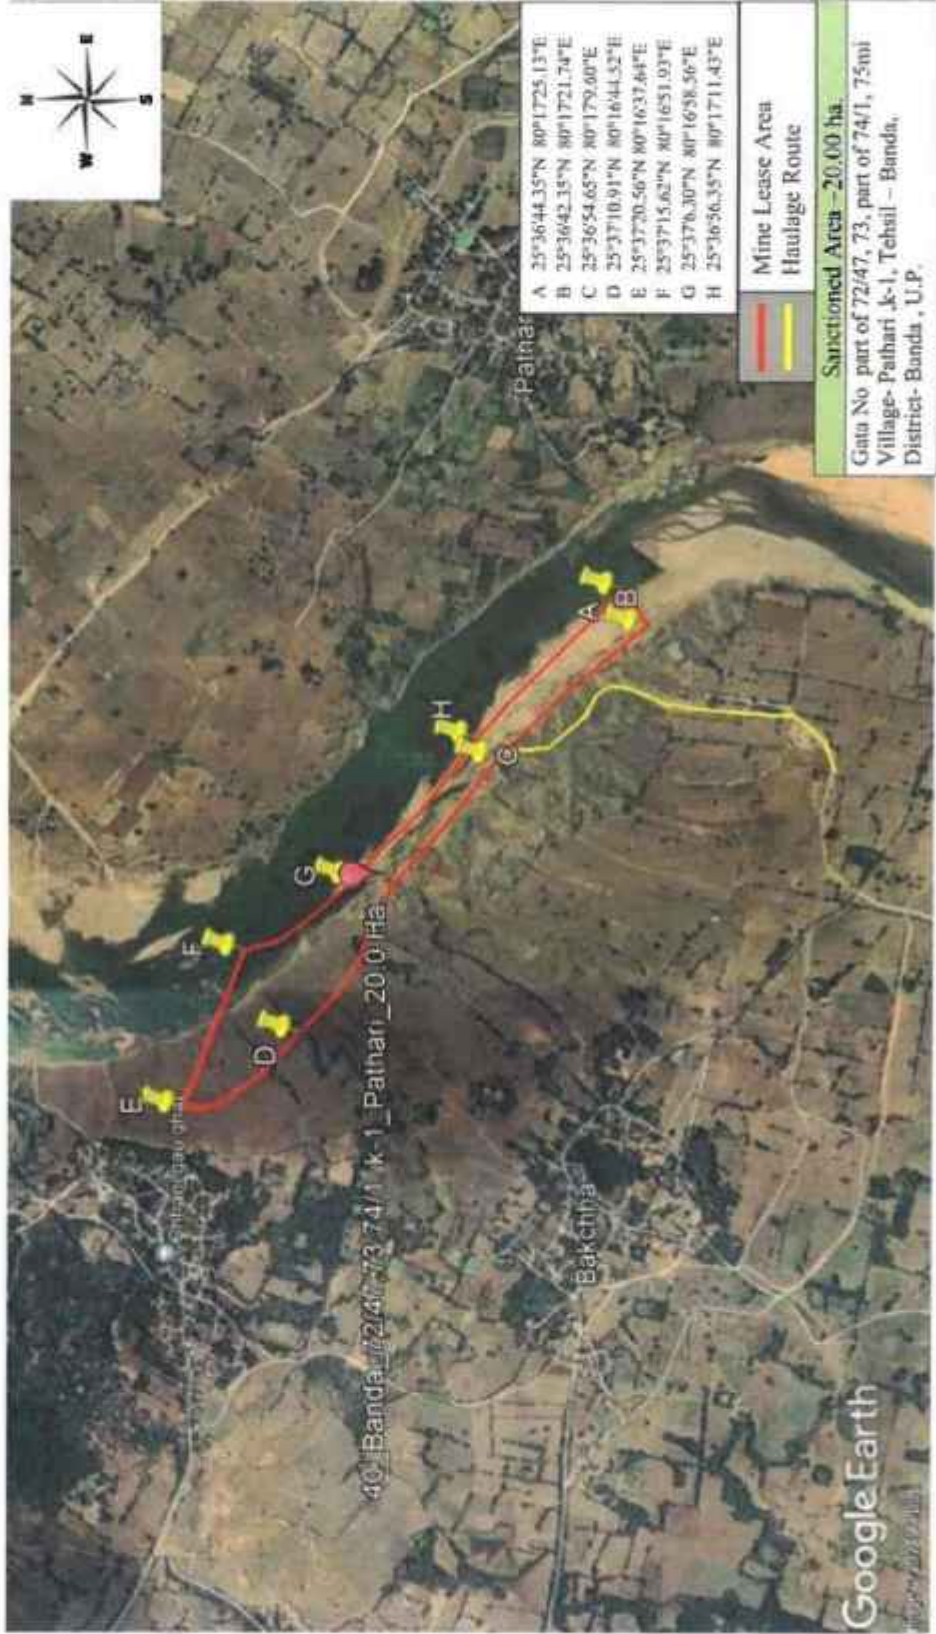 N
E
S
W
A 25°36'44.35"N 80°17'25.13"E
B 25°36'42.35"N 80°17'21.74"E
C 25°36'54.65"N 80°17'9.60"E
D 25°37'10.91"N 80°16'44.52"E
E 25°37'20.56"N 80°16'37.64"E
F 25°37'15.62"N 80°16'51.93"E
G 25°37'6.30"N 80°16'58.56"E
H 25°36'56.35"N 80°17'11.43"E
Mine Lease Area
Haulage Route
Sanctioned Area –20.00 ha.
Gata No part of 72/47, 73, part of 74/1, 75mi
Village- Pathari ,k-1, Tehsil – Banda,
District- Banda , U.P.
E
F
D
G
H
C
A
B
40_Banda_72/47_73_74/1_k-1_Pathari_20.0 Ha
Bakchha
Google Earth